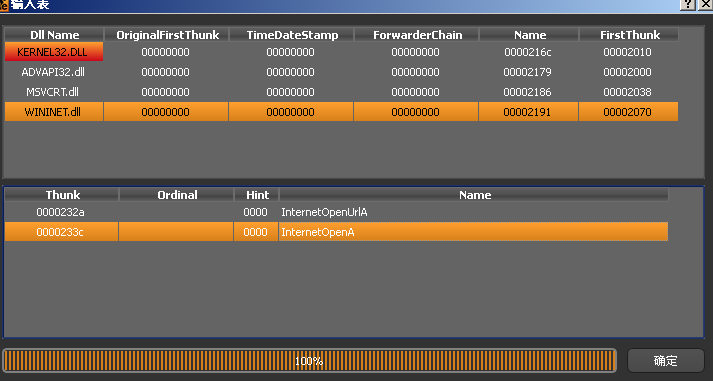 输入表
Dll Name OriginalFirstThunk TimeDateStamp ForwarderChain Name FirstThunk
KERNEL32.DLL 00000000 00000000 00000000 0000216c 00002010
ADVAPI32.dll 00000000 00000000 00000000 00002179 00002000
MSVCRT.dll 00000000 00000000 00000000 00002186 00002038
WININET.dll 00000000 00000000 00000000 00002191 00002070
Thunk Ordinal Hint Name
0000232a 0000 InternetOpenUrlA
0000233c 0000 InternetOpenA
100% 确定